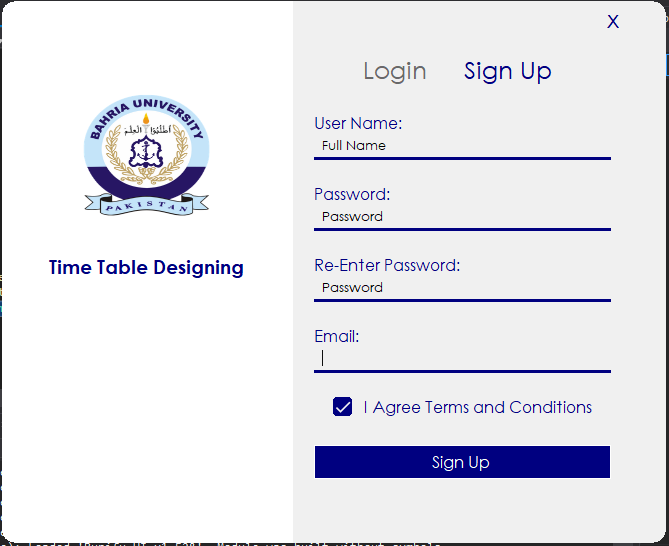 X
BAHRIA UNIVERSITY
اطلبوا العلم
PAKISTAN
Time Table Designing
Login Sign Up
User Name:
Full Name
Password:
Password
Re-Enter Password:
Password
Email:
I Agree Terms and Conditions
Sign Up